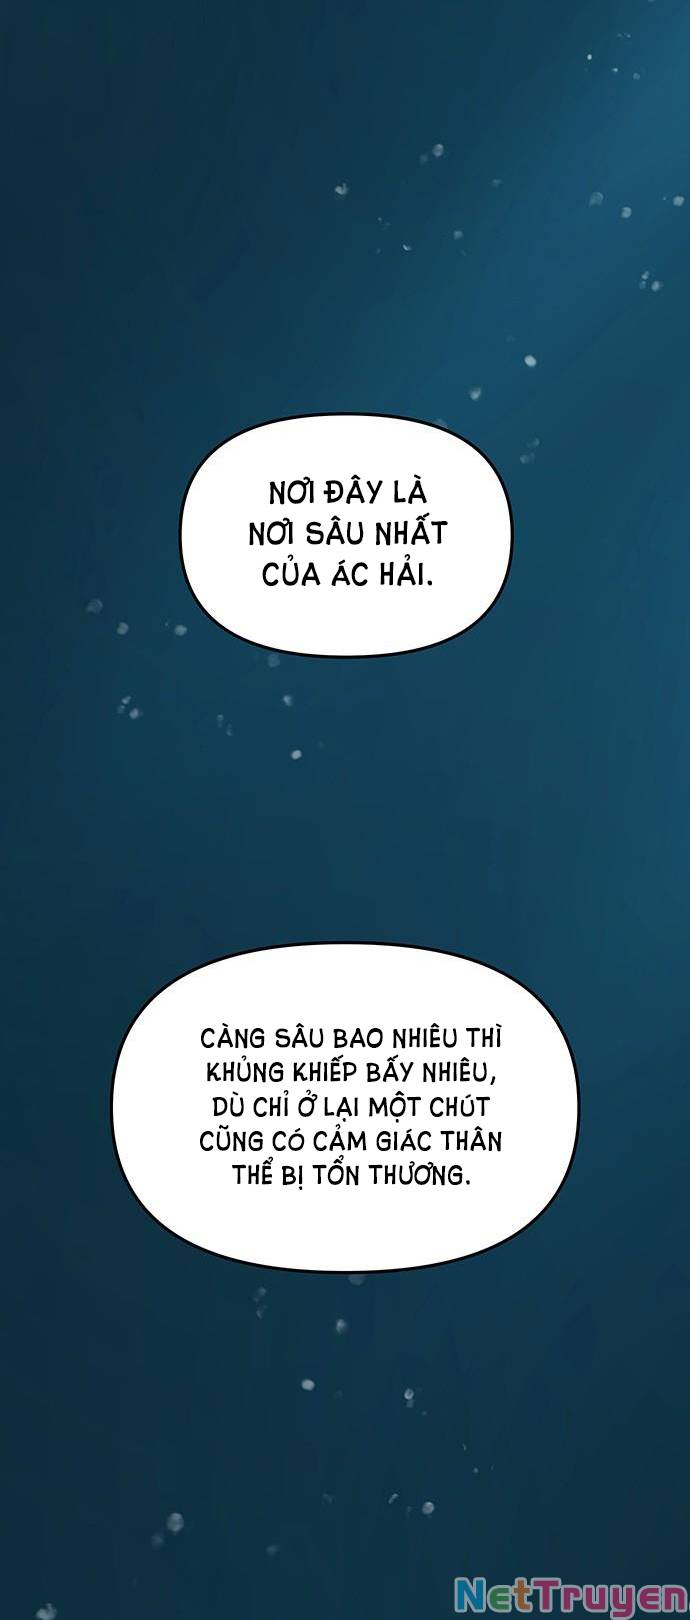 NƠI ĐÂY LÀ
NƠI SÂU NHẤT
CỦA ÁC HẢI.
CÀNG SÂU BAO NHIÊU THÌ
KHỦNG KHIẾP BẤY NHIÊU,
DÙ CHỈ Ở LẠI MỘT CHÚT
CŨNG CÓ CẢM GIÁC THÂN
THỂ BỊ TỔN THƯƠNG.
NetTruyen